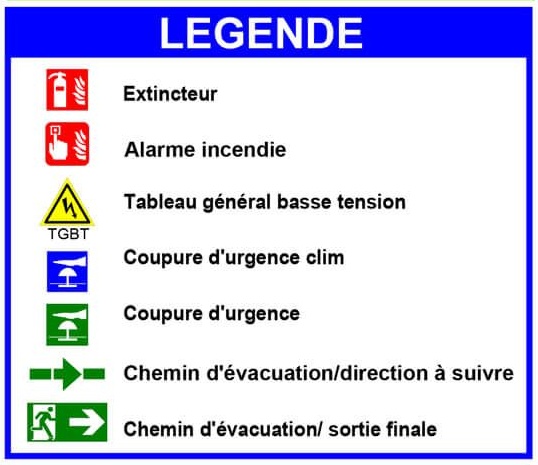 LEGENDE
Extincteur
Alarme incendie
TGBT
Tableau général basse tension
Coupure d'urgence clim
Coupure d'urgence
Chemin d'évacuation/direction à suivre
Chemin d'évacuation/ sortie finale